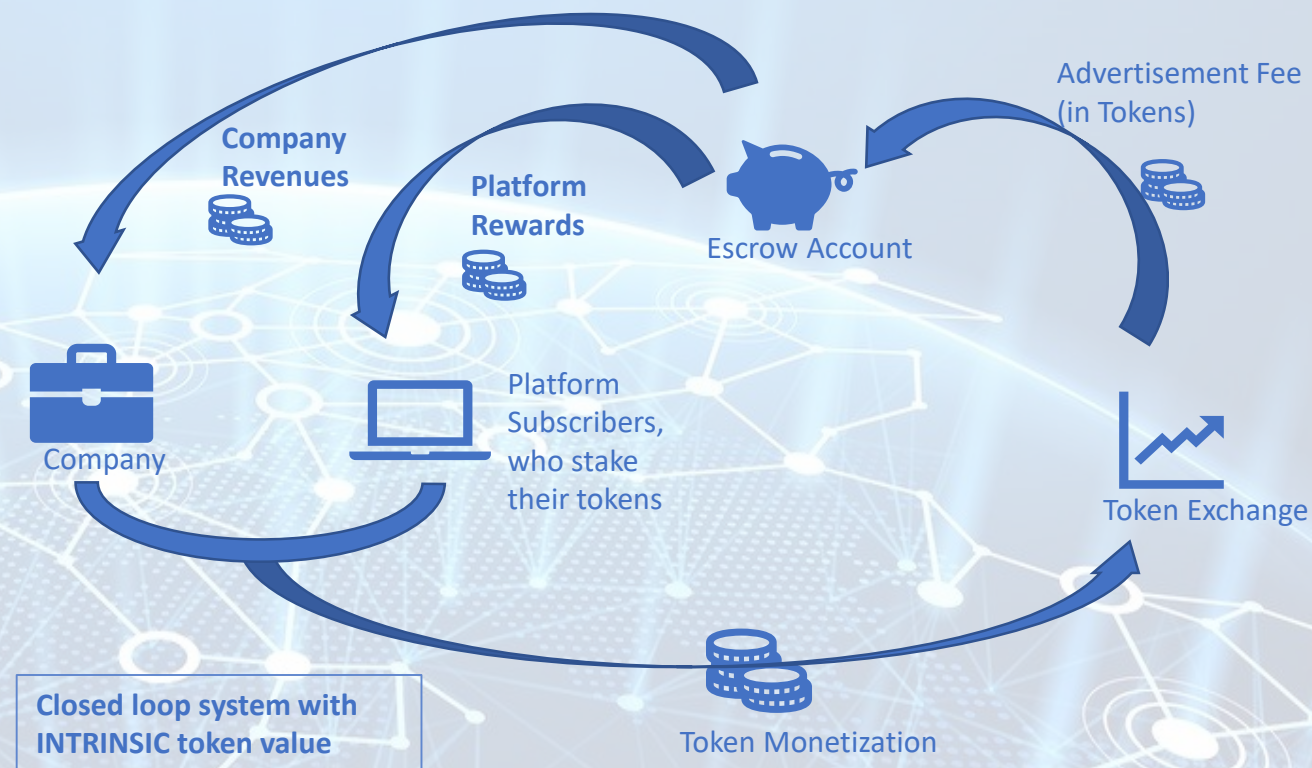 Advertisement Fee
(in Tokens)
Company
Revenues
Platform
Rewards
Escrow Account
Platform
Subscribers,
who stake
their tokens
Company
Token Exchange
Closed loop system with
INTRINSIC token value
Token Monetization